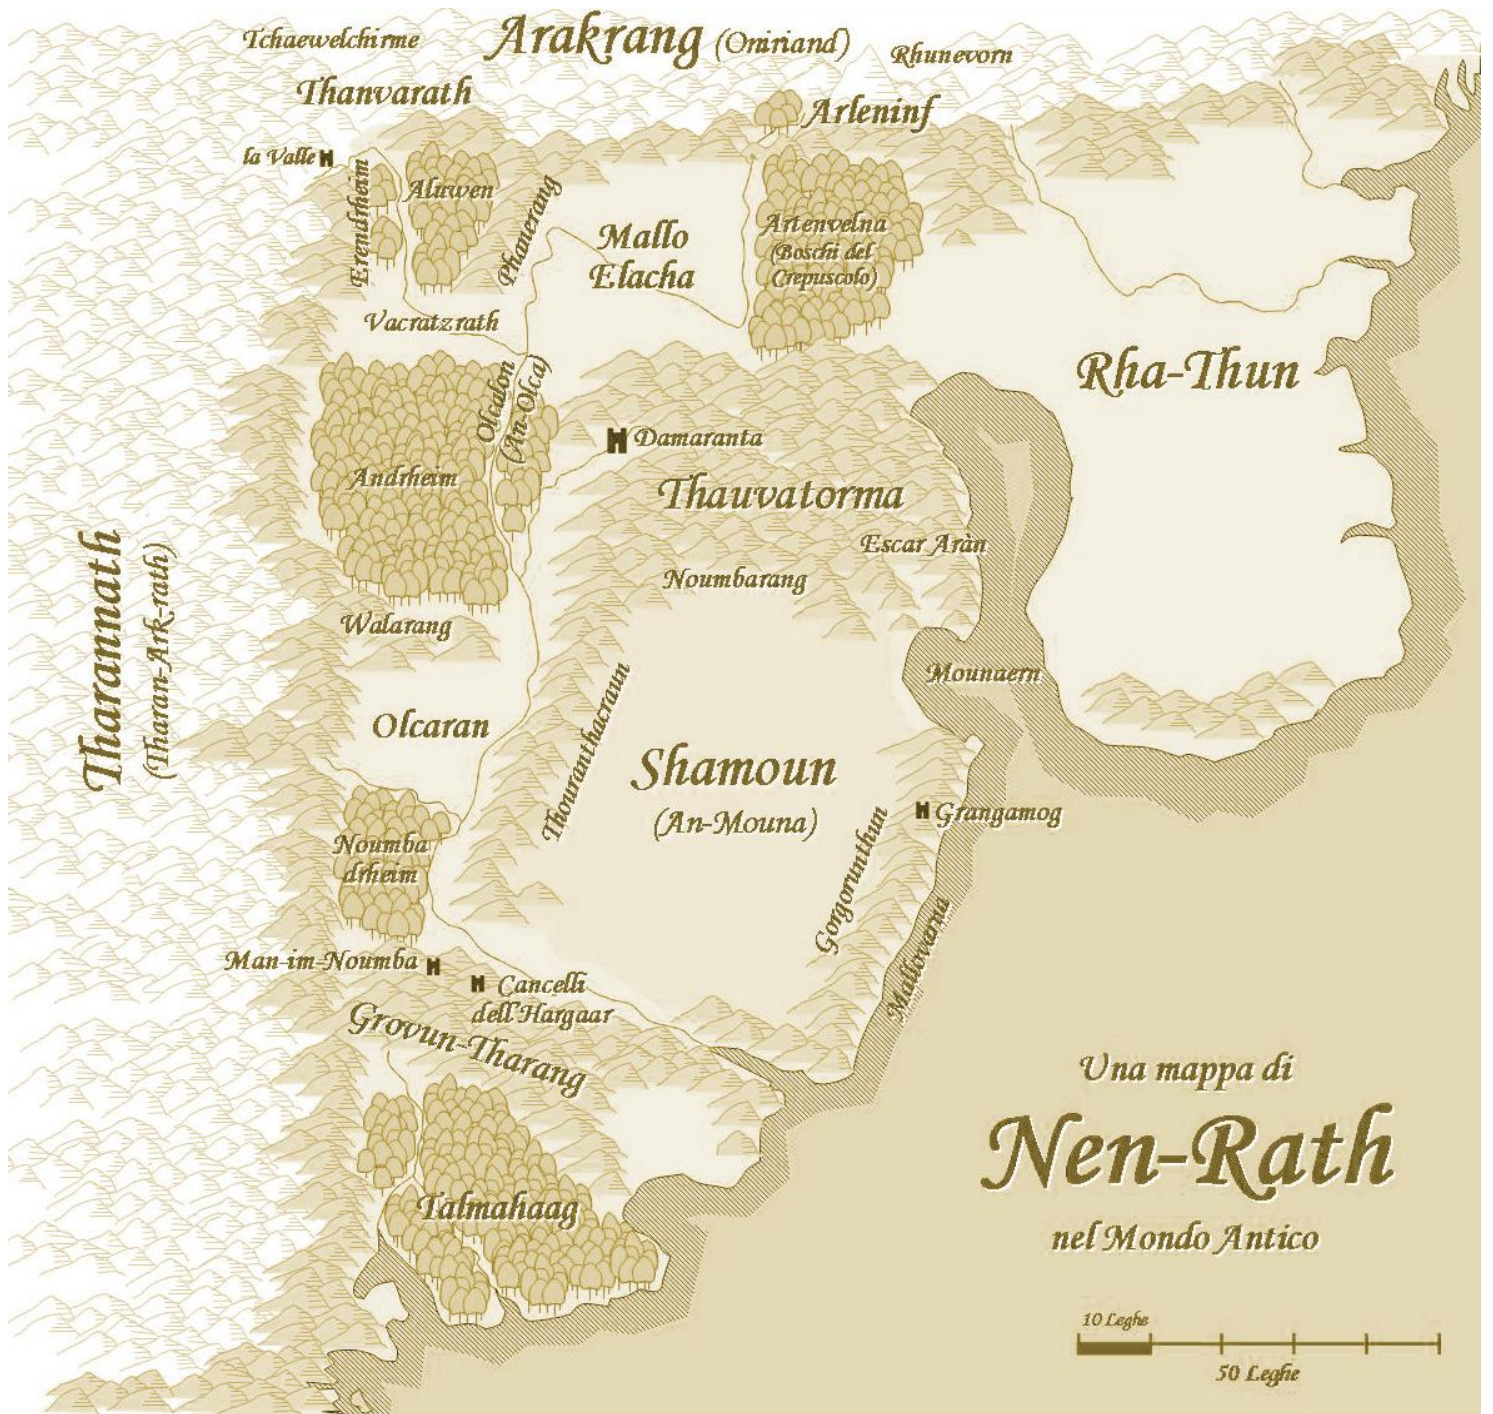 Tchaewelchirme
Arakrang (Oniriand)
Rhunevorn
Thanvarath
Arleninf
la Valle
Erendrheim
Aluwen
Phanerang
Mallo
Elacha
Artenvelna
(Boschi del
Crepuscolo)
Vacratzrath
Rha-Thun
Olcalon
(An-Olca)
Damaranta
Andrheim
Thauvatorma
Escar Aràn
Noumbarang
Tharannath
(Tharan-Ark-rath)
Walarang
Mounaern
Olcaran
Thouranthacraun
Shamoun
(An-Mouna)
Grangamog
Noumba
drheim
Gorgorunthun
Mallovarna
Man-im-Noumba
Cancelli
dell'Hargaar
Grovun-Tharang
Talmahaag
Una mappa di
Nen-Rath
nel Mondo Antico
10 Leghe
50 Leghe